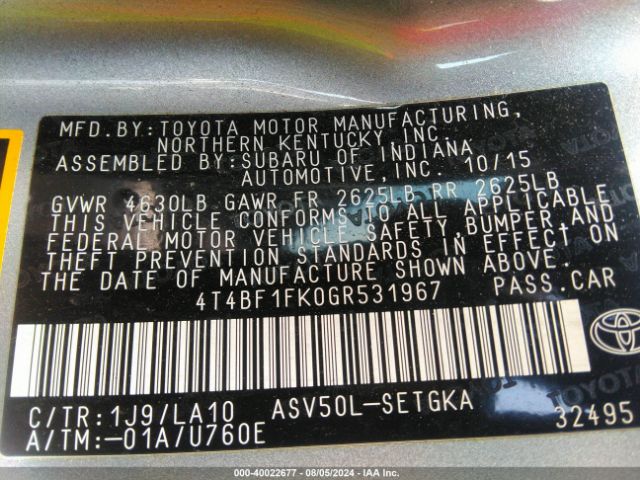 MFD.BY:TOYOTA MOTOR MANUFACTURING,
NORTHERN KENTUCKY INC.
ASSEMBLED BY:SUBARU OF INDIANA
AUTOMOTIVE,INC. 10/15
GVWR 4630LB GAWR FR 2625LB RR 2625LB
THIS VEHICLE CONFORMS TO ALL APPLICABLE
FEDERAL MOTOR VEHICLE SAFETY,BUMPER,AND
THEFT PREVENTION STANDARDS IN EFFECT ON
THE DATE OF MANUFACTURE SHOWN ABOVE.
4T4BF1FK0GR531967 PASS.CAR
TOYOTA
C/TR:1J9/LA10 ASV50L-SETGKA
A/TM:-01A/U760E 32495
000-40022677 - 08/05/2024 - IAA Inc.